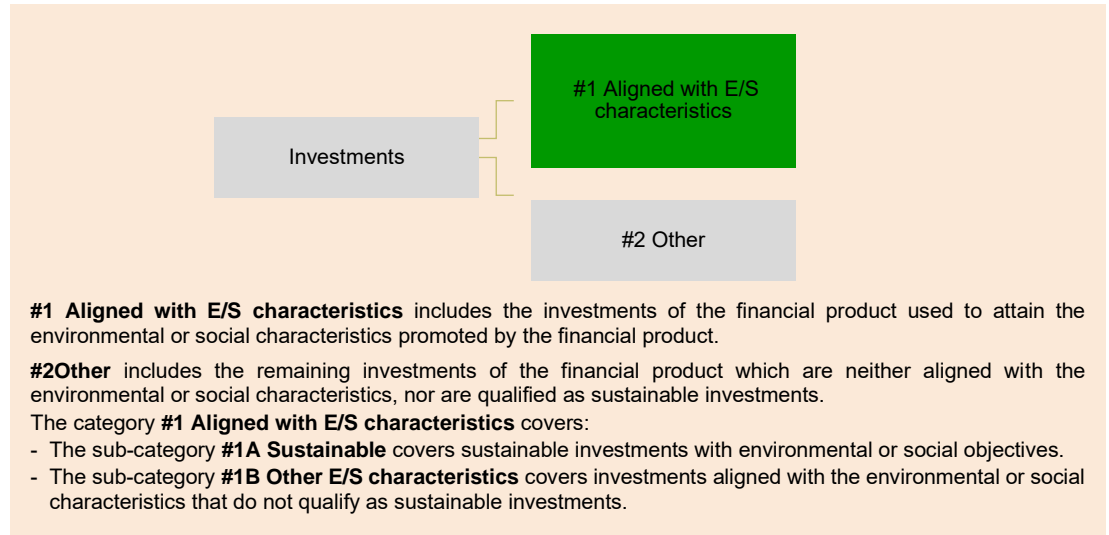 #1 Aligned with E/S
characteristics
Investments
#2 Other
#1 Aligned with E/S characteristics includes the investments of the financial product used to attain the
environmental or social characteristics promoted by the financial product.
#2Other includes the remaining investments of the financial product which are neither aligned with the
environmental or social characteristics, nor are qualified as sustainable investments.
The category #1 Aligned with E/S characteristics covers:
- The sub-category #1A Sustainable covers sustainable investments with environmental or social objectives.
- The sub-category #1B Other E/S characteristics covers investments aligned with the environmental or social
characteristics that do not qualify as sustainable investments.